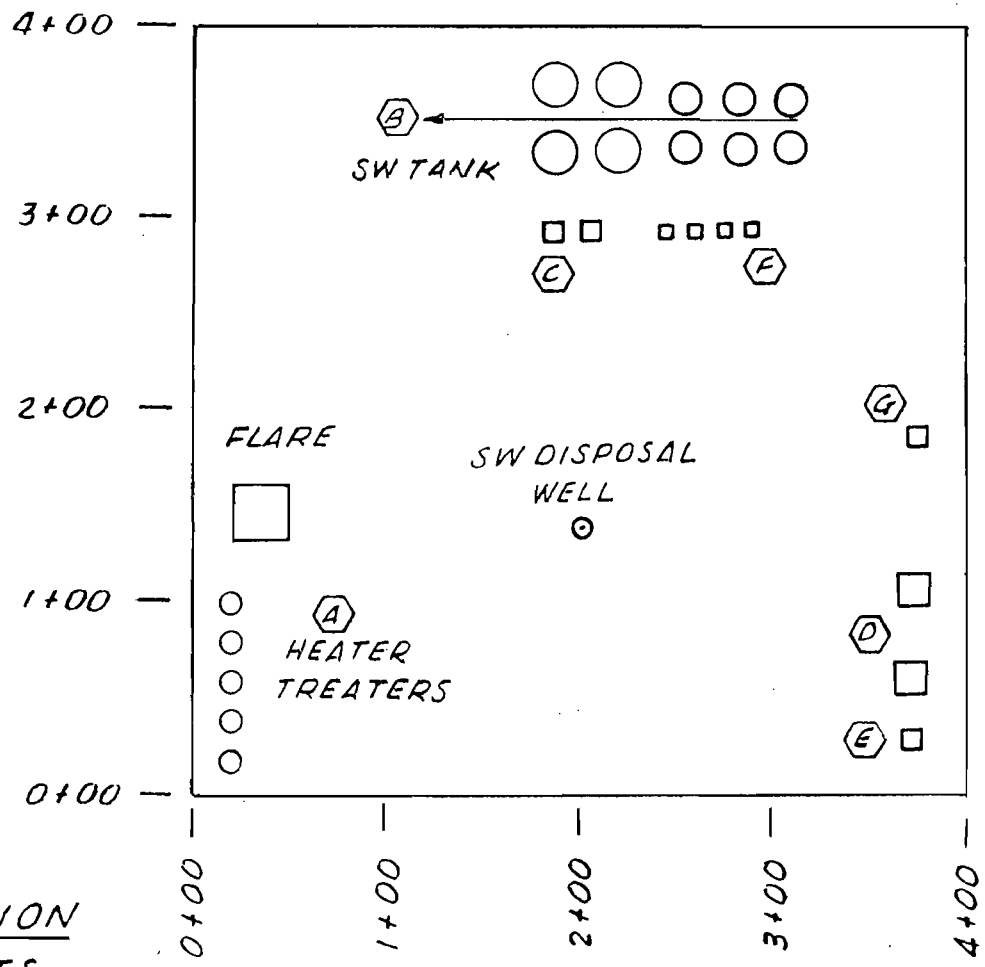 4+00
B
SW TANK
3+00
C
F
2+00
G
FLARE
SW DISPOSAL
WELL
1+00
A
D
HEATER
TREATERS
E
0+00
0+00
1+00
2+00
3+00
4+00